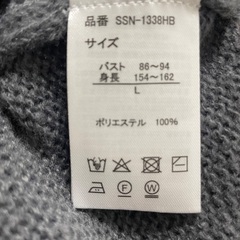 品番 SSN-1338HB
サイズ
バスト 86~94
身長 154~162
L
ポリエステル 100%